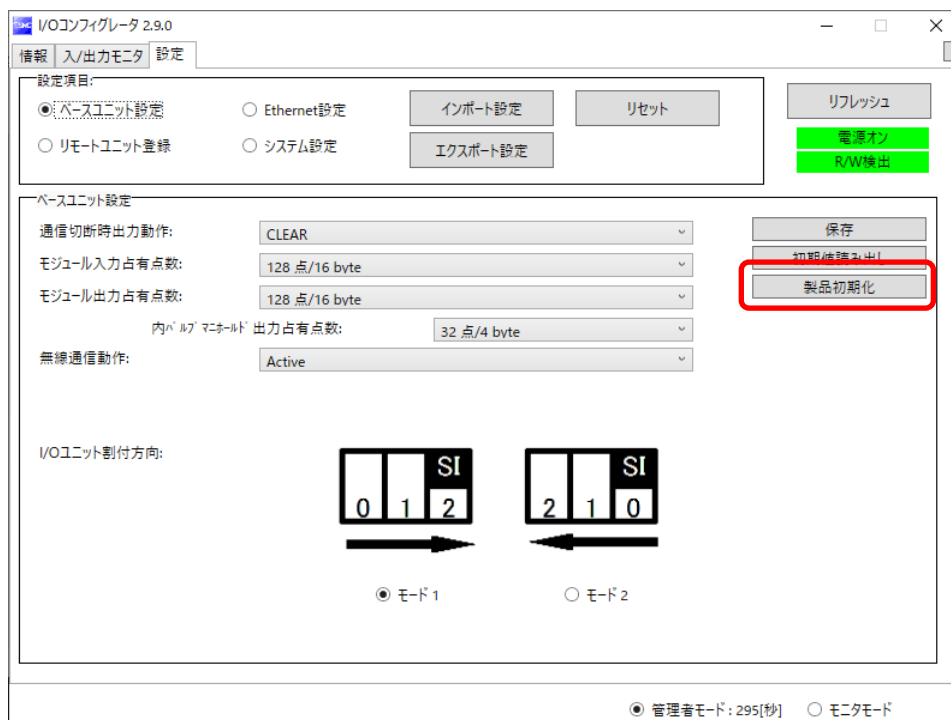 SMC I/Oコンフィグレータ 2.9.0
情報 入/出力モニタ 設定
設定項目:
ベースユニット設定 Ethernet設定 インポート設定 リセット
リモートユニット登録 システム設定 エクスポート設定
リフレッシュ
電源オン
R/W検出
ベースユニット設定
通信切断時出力動作: CLEAR 保存
モジュール入力占有点数: 128 点/16 byte 初期値読み出し
モジュール出力占有点数: 128 点/16 byte 製品初期化
内バルブマニホールド出力占有点数: 32 点/4 byte
無線通信動作: Active
I/Oユニット割付方向:
SI SI
0 1 2 2 1 0
モード 1 モード 2
管理者モード : 295[秒] モニタモード